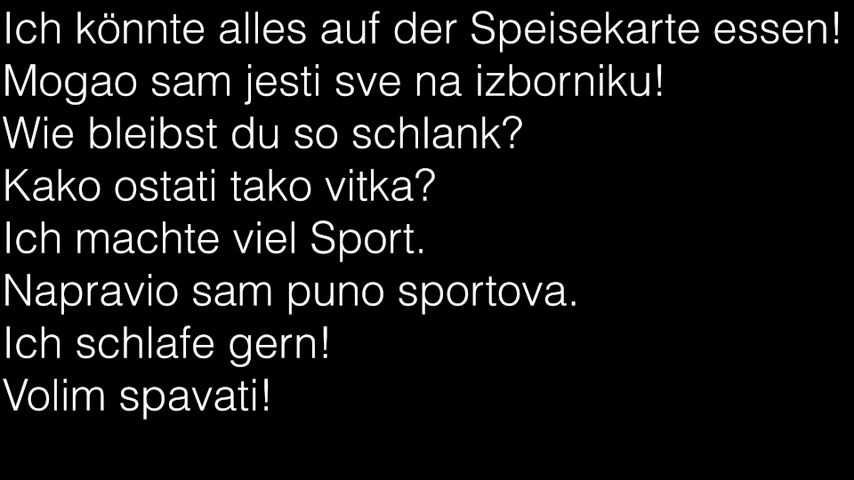 Ich könnte alles auf der Speisekarte essen!
Mogao sam jesti sve na izborniku!
Wie bleibst du so schlank?
Kako ostati tako vitka?
Ich machte viel Sport.
Napravio sam puno sportova.
Ich schlafe gern!
Volim spavati!